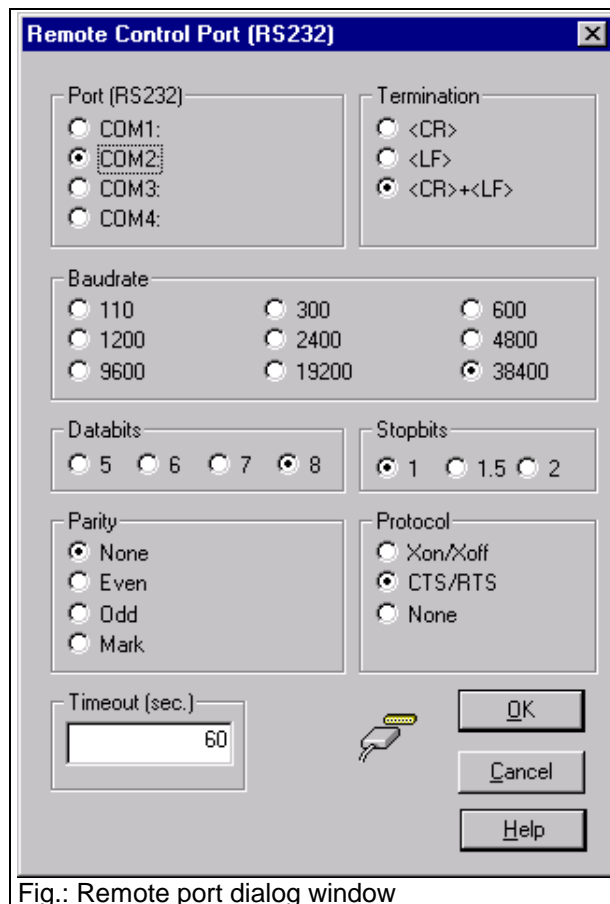 Remote Control Port (RS232)
Port (RS232)
COM1:
COM2:
COM3:
COM4:
Termination
<CR>
<LF>
<CR>+<LF>
Baudrate
110 300 600
1200 2400 4800
9600 19200 38400
Databits
5 6 7 8
Stopbits
1 1.5 2
Parity
None
Even
Odd
Mark
Protocol
Xon/Xoff
CTS/RTS
None
Timeout (sec.)
60
OK
Cancel
Help
Fig.: Remote port dialog window